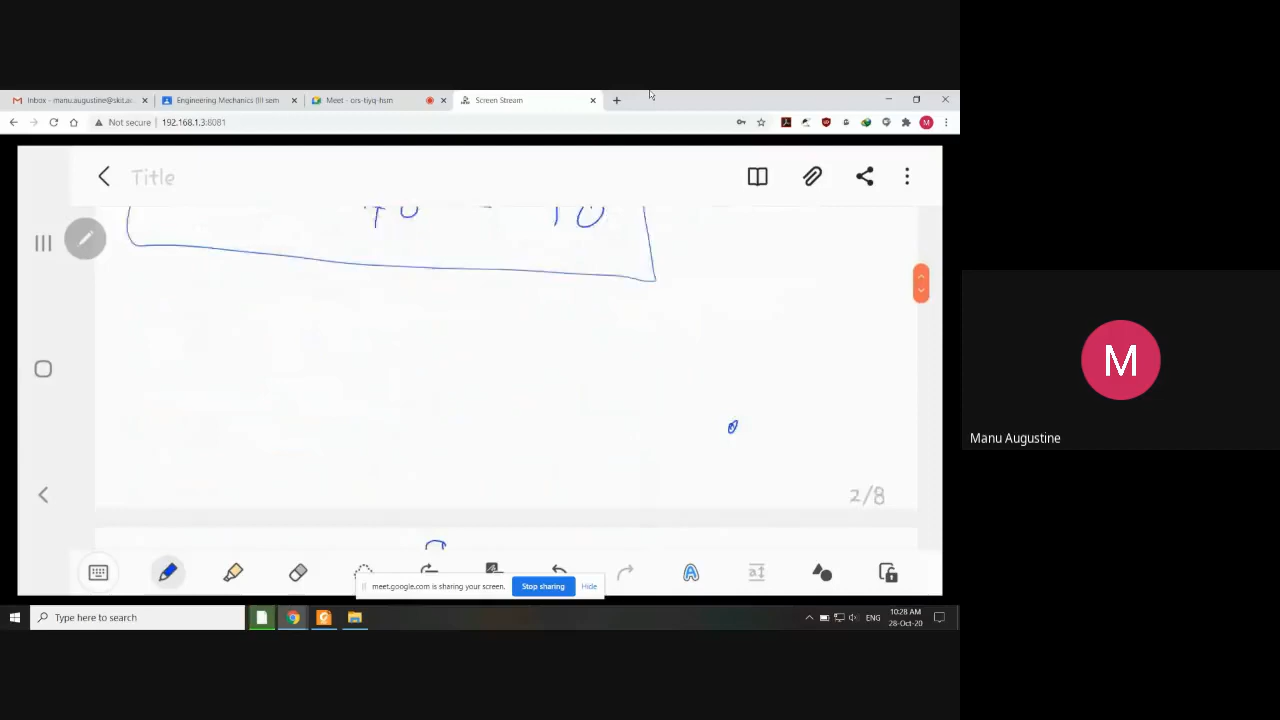 Inbox - manu.augustine@skit.ac
Engineering Mechanics (III sem
Meet - ors-tiyq-hsm
Screen Stream
Not secure
192.168.1.3:8081
M
Title
2/8
M
Manu Augustine
meet.google.com is sharing your screen.
Stop sharing
Hide
Type here to search
ENG
10:28 AM
28-Oct-20